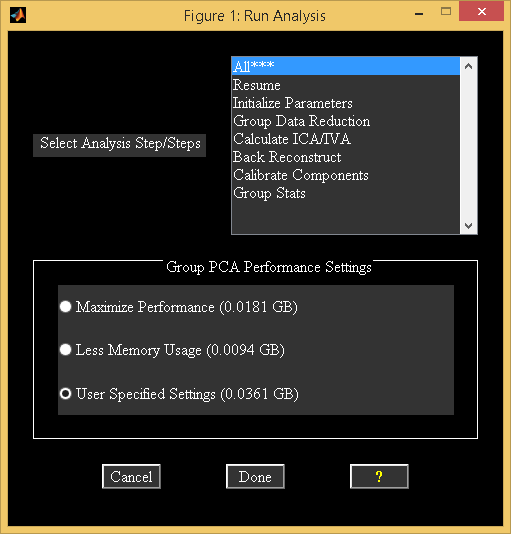 Figure 1: Run Analysis
Select Analysis Step/Steps
All***
Resume
Initialize Parameters
Group Data Reduction
Calculate ICA/IVA
Back Reconstruct
Calibrate Components
Group Stats
Group PCA Performance Settings
Maximize Performance (0.0181 GB)
Less Memory Usage (0.0094 GB)
User Specified Settings (0.0361 GB)
Cancel
Done
?